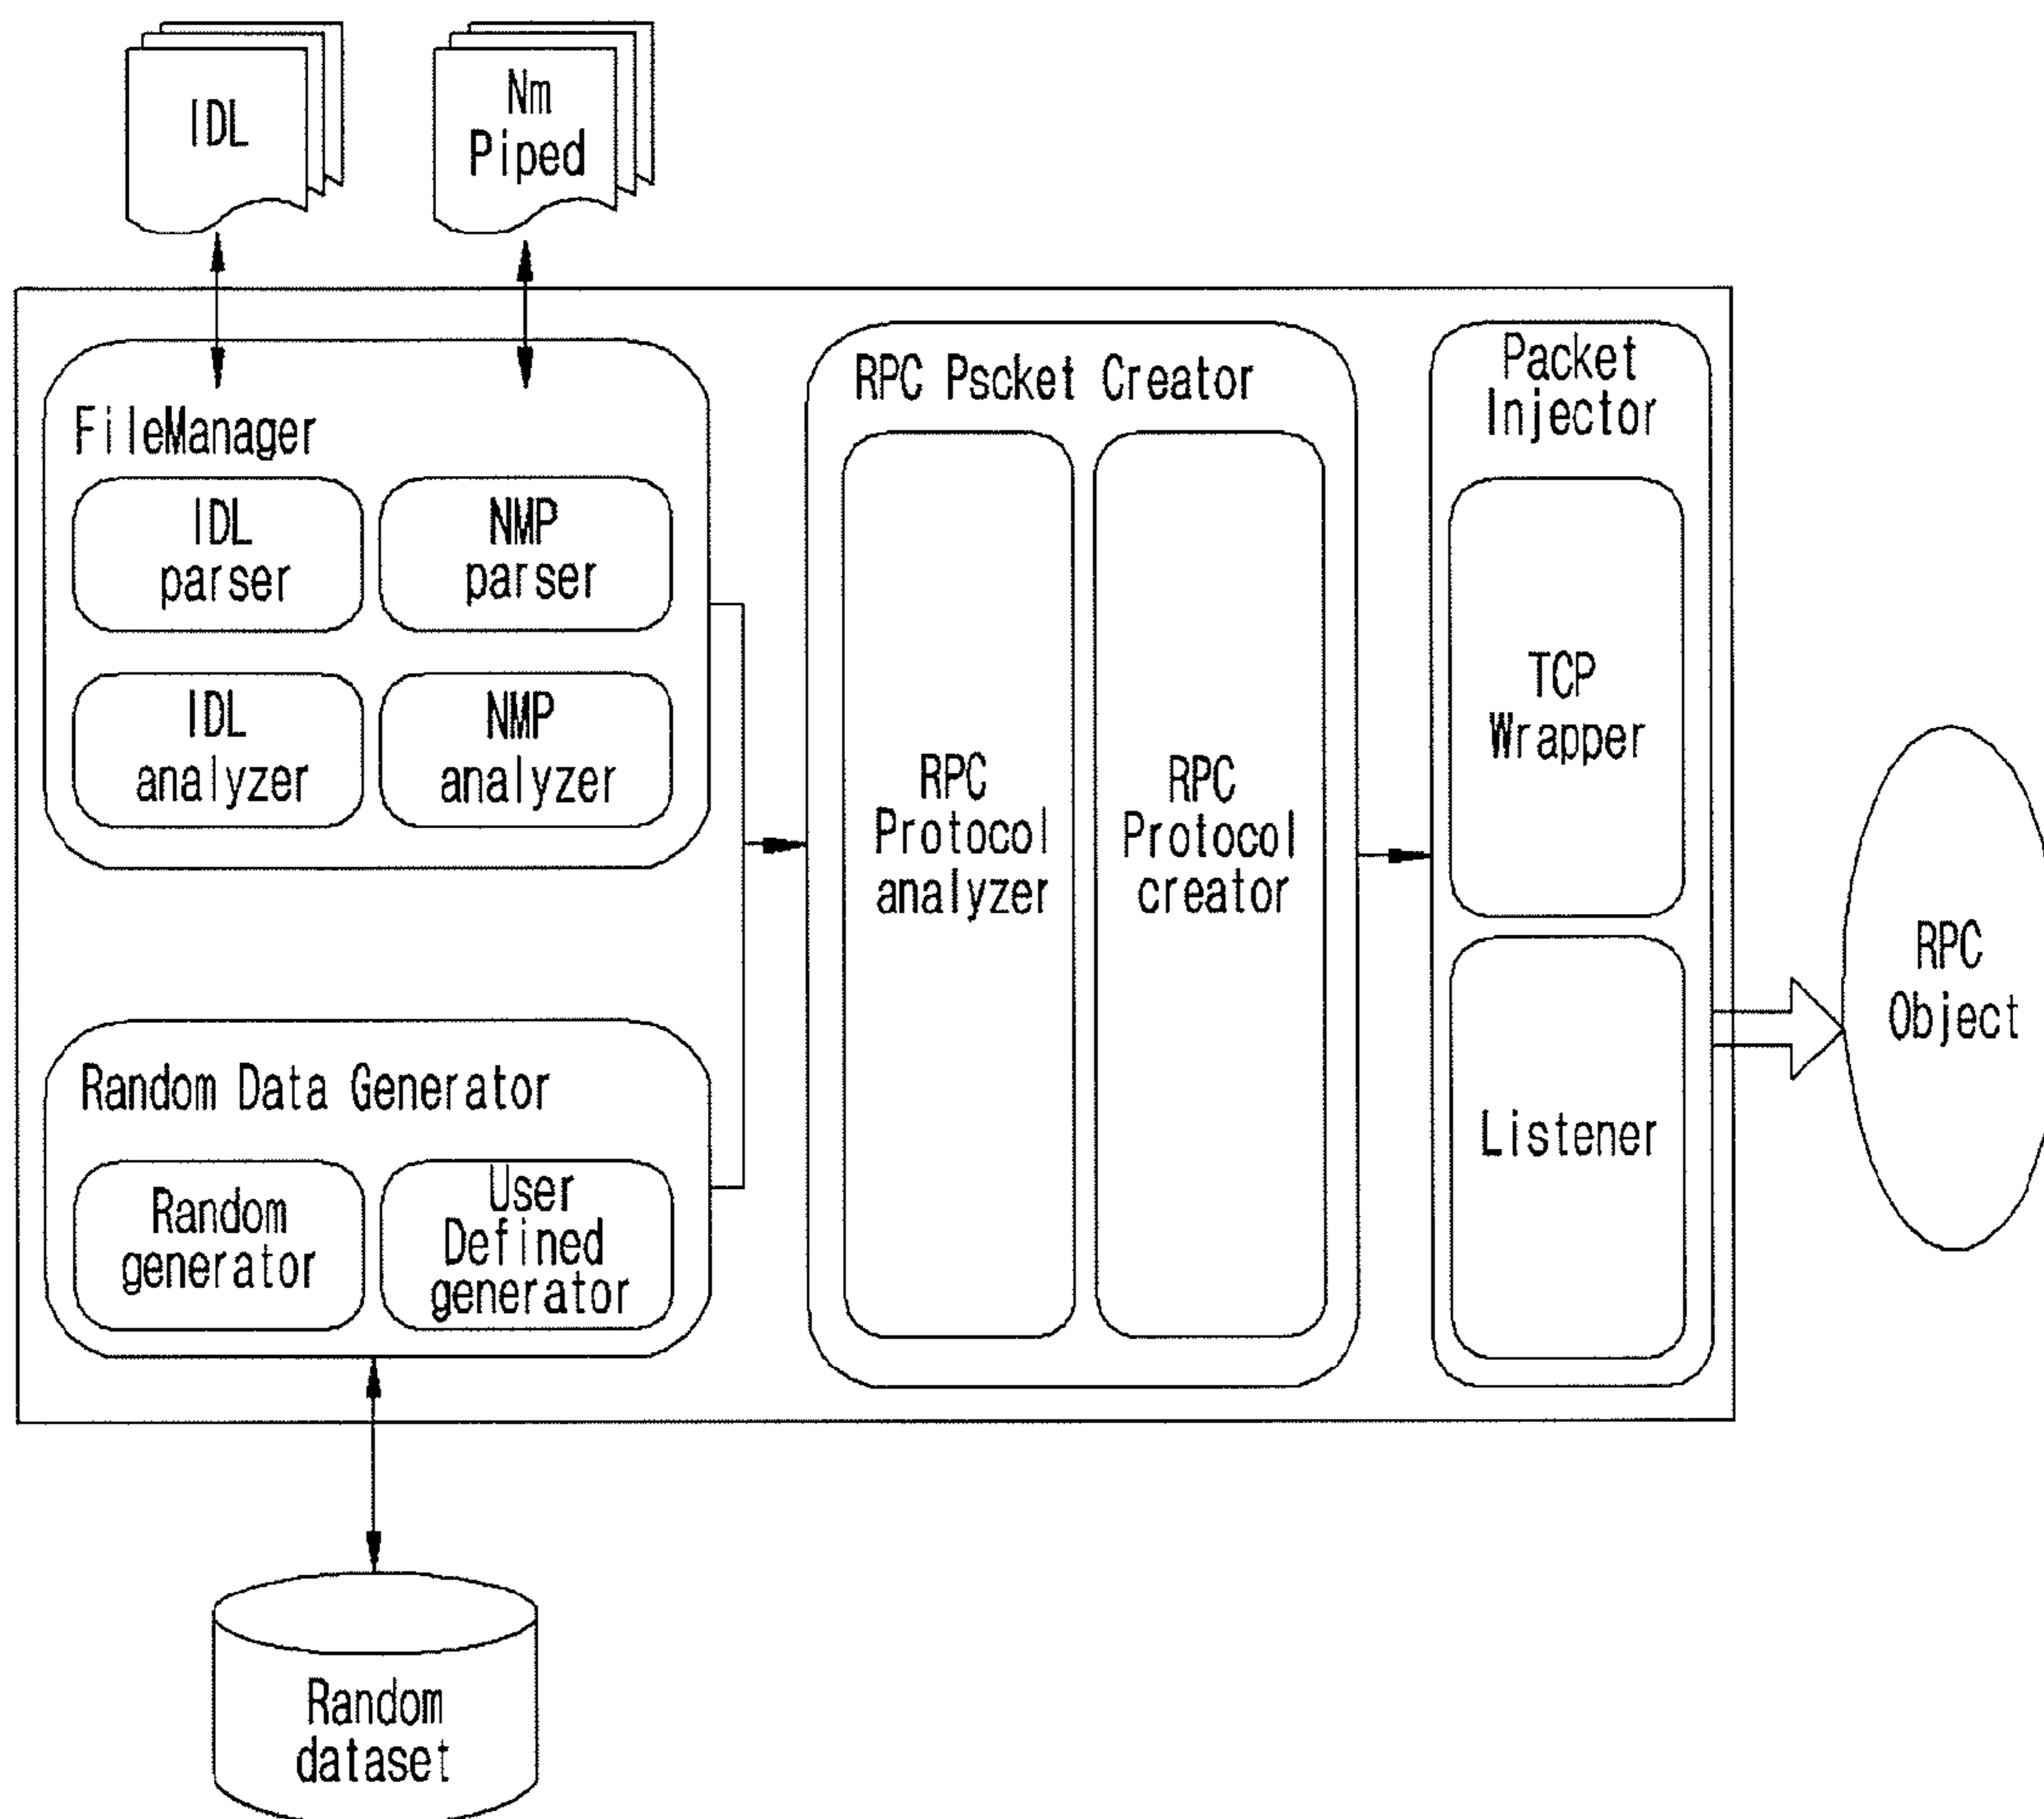 IDL
Nm
Piped
FileManager
IDL
parser
NMP
parser
IDL
analyzer
NMP
analyzer
Random Data Generator
Random
generator
User
Defined
generator
Random
dataset
RPC Pscket Creator
RPC
Protocol
analyzer
RPC
Protocol
creator
Packet
Injector
TCP
Wrapper
Listener
RPC
Object